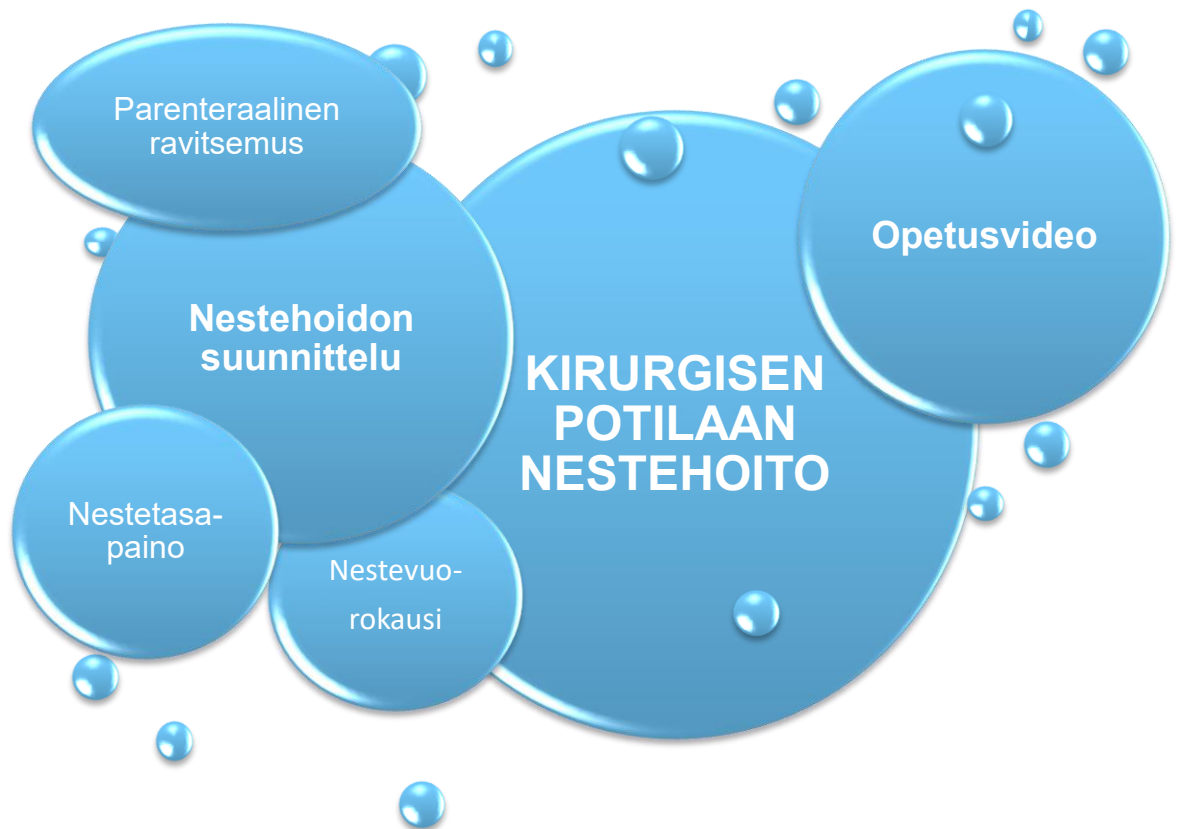 Parenteraalinen
ravitsemus
Opetusvideo
Nestehoidon
suunnittelu
KIRURGISEN
POTILAAN
NESTEHOITO
Nestetasa-
paino
Nestevuo-
rokausi